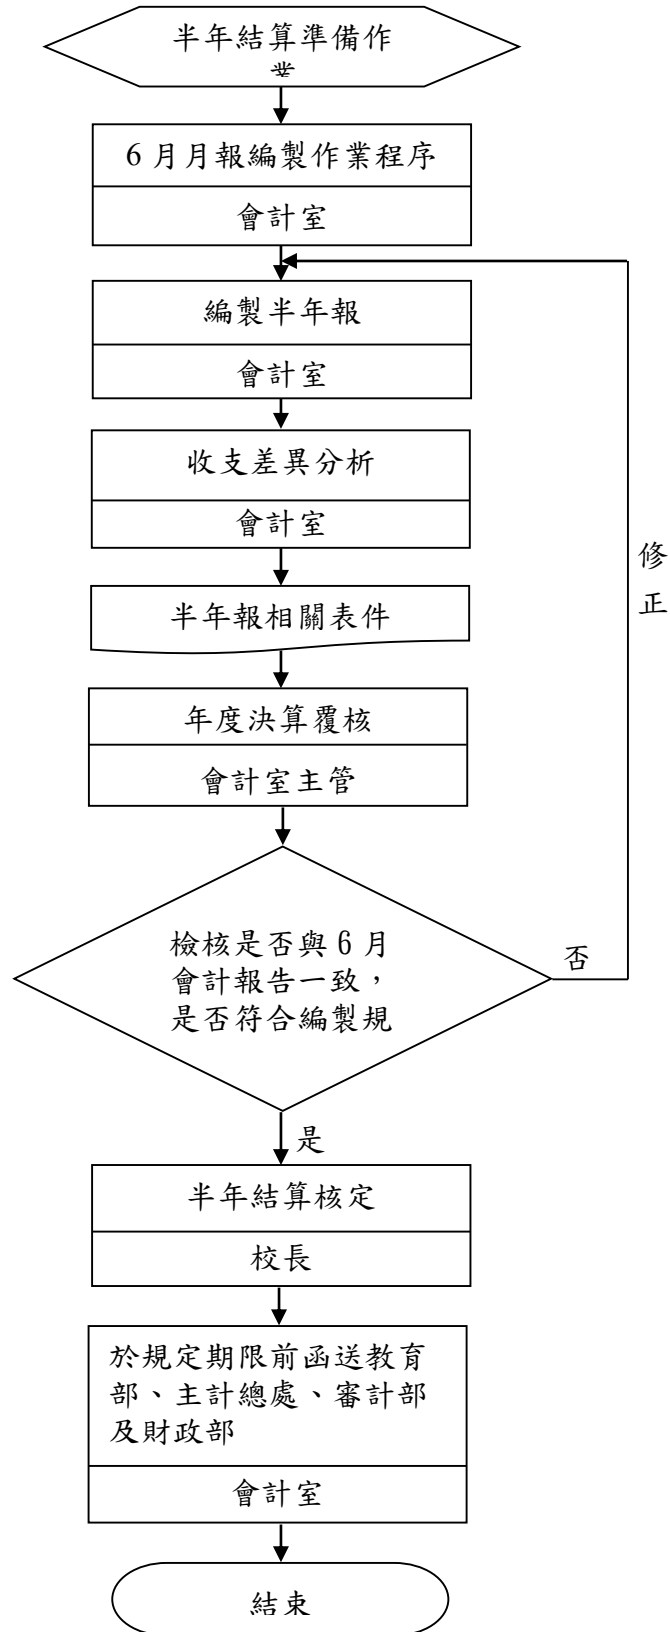 半年結算準備作
業
6 月月報編製作業程序
會計室
編製半年報
會計室
收支差異分析
會計室
修
正
半年報相關表件
年度決算覆核
會計室主管
檢核是否與 6 月
會計報告一致，
是否符合編製規
否
是
半年結算核定
校長
於規定期限前函送教育
部、主計總處、審計部
及財政部
會計室
結束